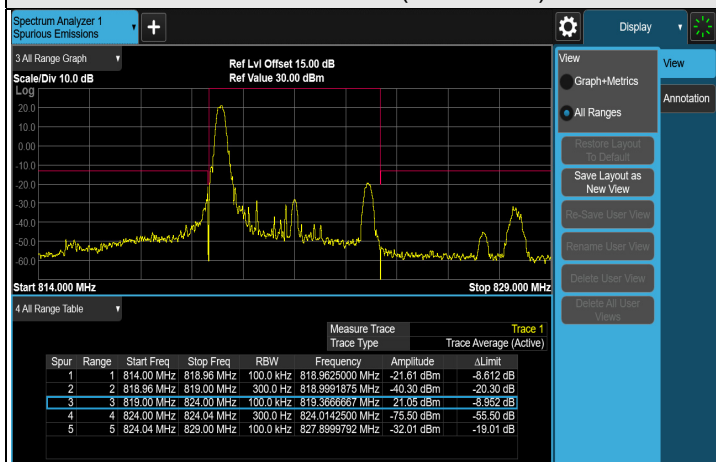 Spectrum Analyzer 1
Spurious Emissions
Display
3 All Range Graph
Ref Lvl Offset 15.00 dB
Scale/Div 10.0 dB
Ref Value 30.00 dBm
Log
20.0
10.0
0.00
-10.0
-20.0
-30.0
-40.0
-50.0
-60.0
Start 814.000 MHz
Stop 829.000 MHz
View
Graph+Metrics
All Ranges
Restore Layout
To Default
Save Layout as
New View
Re-Save User View
Rename User View
Delete User View
Delete All User
Views
View
Annotation
4 All Range Table
Measure Trace Trace 1
Trace Type Trace Average (Active)
Spur Range Start Freq Stop Freq RBW Frequency Amplitude ΔLimit
1 1 814.00 MHz 818.96 MHz 100.0 kHz 818.9625000 MHz -21.61 dBm -8.612 dB
2 2 818.96 MHz 819.00 MHz 300.0 Hz 818.9991875 MHz -40.30 dBm -20.30 dB
3 3 819.00 MHz 824.00 MHz 100.0 kHz 819.3666667 MHz 21.05 dBm -8.952 dB
4 4 824.00 MHz 824.04 MHz 300.0 Hz 824.0142500 MHz -75.50 dBm -55.50 dB
5 5 824.04 MHz 829.00 MHz 100.0 kHz 827.8999792 MHz -32.01 dBm -19.01 dB